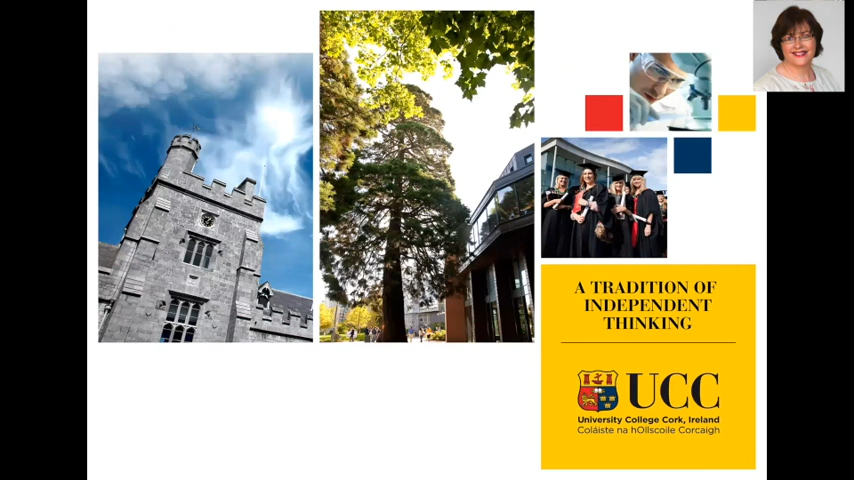 A TRADITION OF
INDEPENDENT
THINKING
UCC
University College Cork, Ireland
Coláiste na hOllscoile Corcaigh